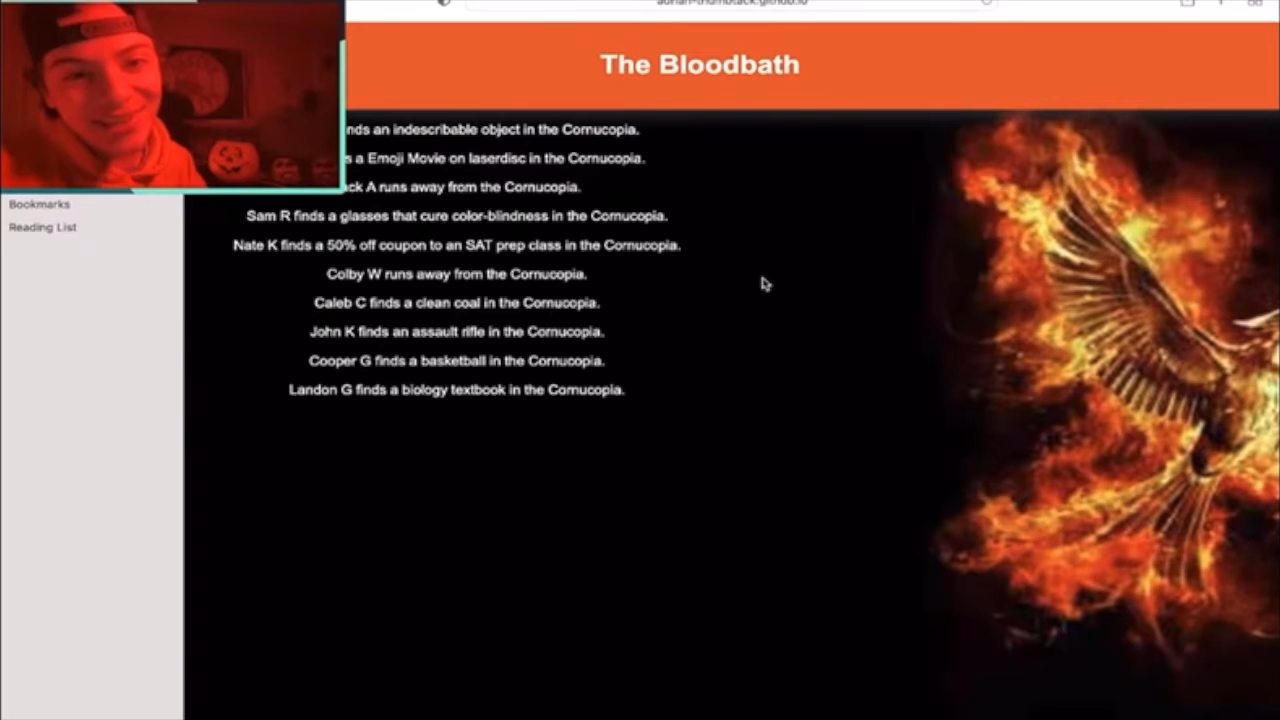 The Bloodbath
an indescribable object in the Cornucopia.
a Emoji Movie on laserdisc in the Cornucopia.
A runs away from the Cornucopia.
Bookmarks
Sam R finds a glasses that cure color-blindness in the Cornucopia.
Reading List
Nate K finds a 50% off coupon to an SAT prep class in the Cornucopia.
Colby W runs away from the Cornucopia.
Caleb C finds a clean coal in the Cornucopia.
John K finds an assault rifle in the Cornucopia.
Cooper G finds a basketball in the Cornucopia.
Landon G finds a biology textbook in the Cornucopia.